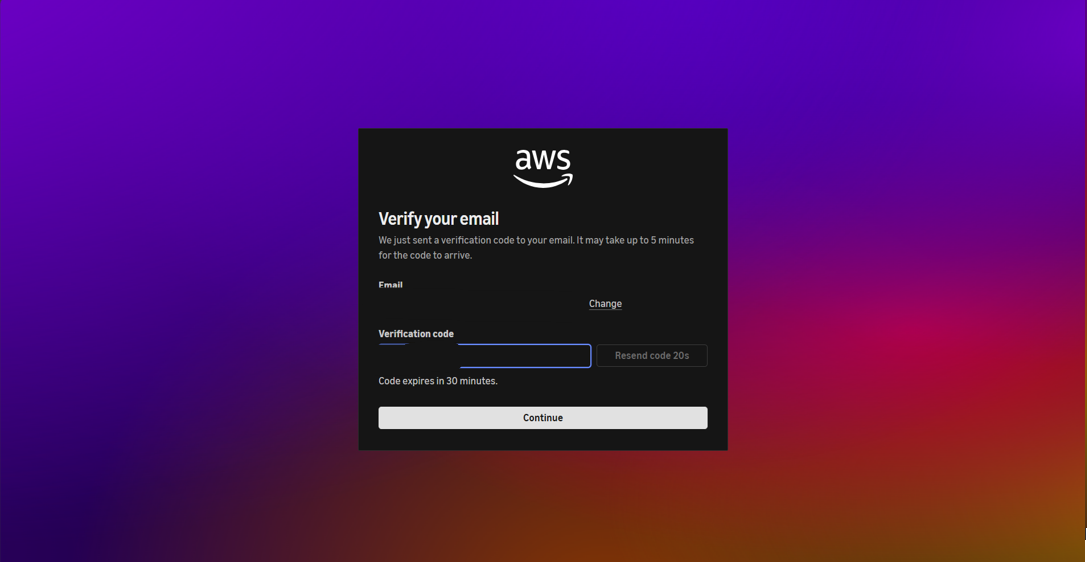 aws
Verify your email
We just sent a verification code to your email. It may take up to 5 minutes
for the code to arrive.
Email
Change
Verification code
Resend code 20s
Code expires in 30 minutes.
Continue